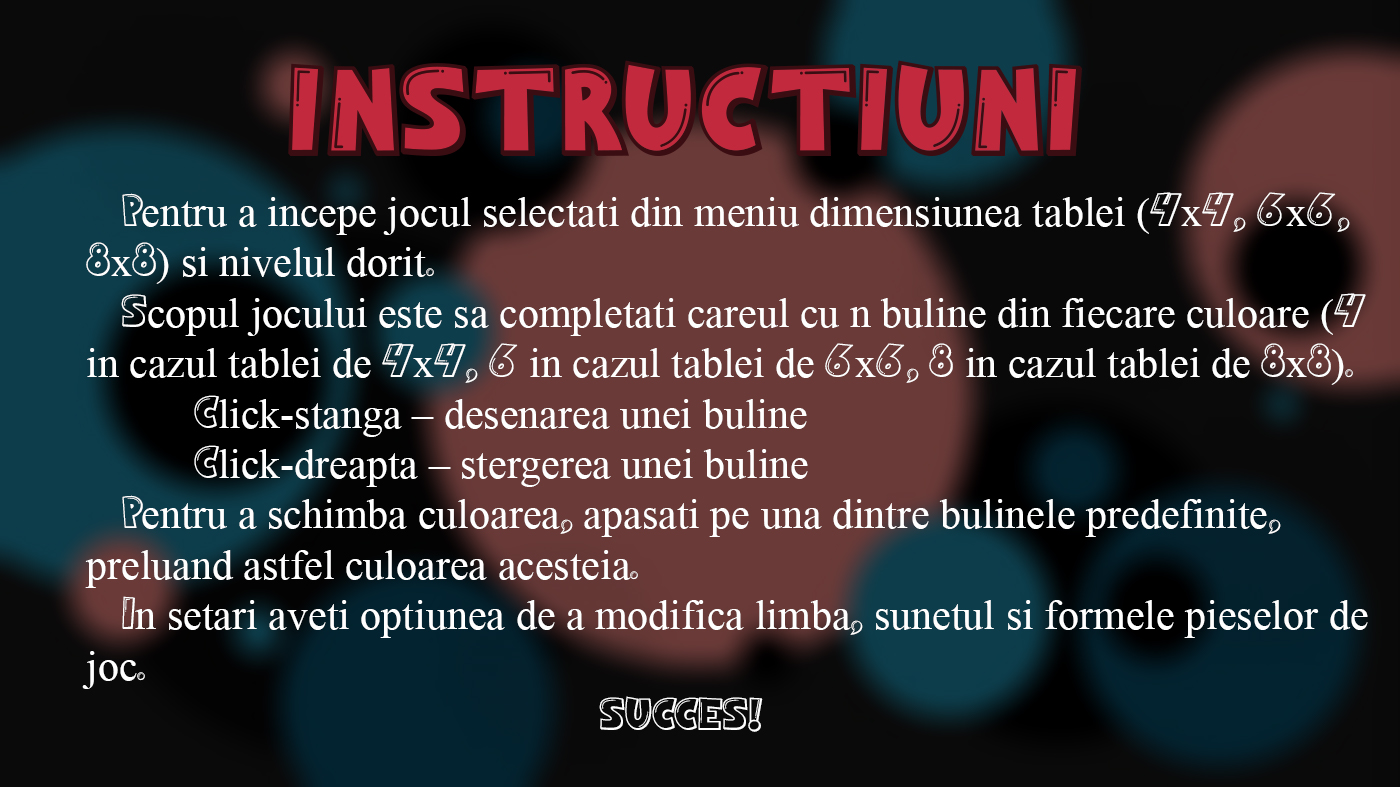 INSTRUCTIUNI
Pentru a incepe jocul selectati din meniu dimensiunea tablei (4x4, 6x6,
8x8) si nivelul dorit.
Scopul jocului este sa completati careul cu n buline din fiecare culoare (4
in cazul tablei de 4x4, 6 in cazul tablei de 6x6, 8 in cazul tablei de 8x8).
Click-stanga – desenarea unei buline
Click-dreapta – stergerea unei buline
Pentru a schimba culoarea, apasati pe una dintre bulinele predefinite,
preluand astfel culoarea acesteia.
In setari aveti optiunea de a modifica limba, sunetul si formele pieselor de
joc.
SUCCES!